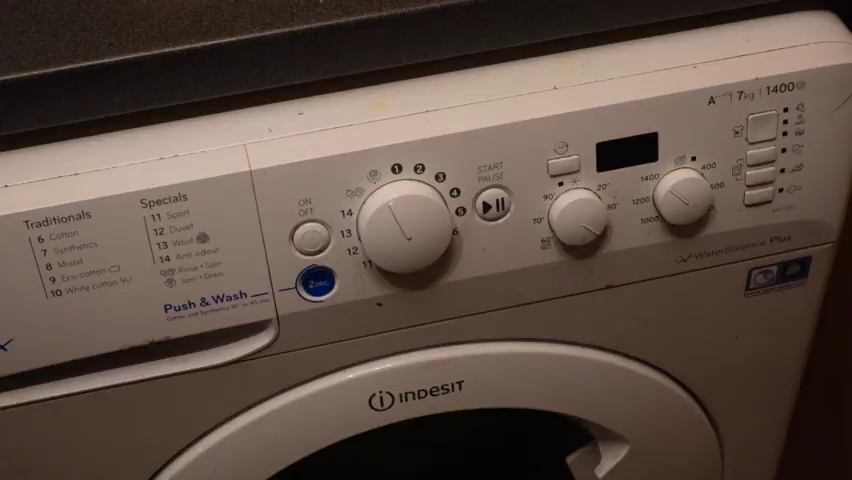 Traditionals
6 Cotton
7 Synthetics
8 Mixed
9 Eco cotton
10 White cotton
Specials
11 Sport
12 Duvet
13 Wool
14 Anti odour
Rinse + Spin
Spin + Drain
Push & Wash
ON
OFF
2sec.
1
2
3
4
5
6
14
13
12
11
START
PAUSE
90°
70°
60°
20°
30°
1400
1200
1000
400
A 7kg 1400
WaterBalance Plus
INDESIT